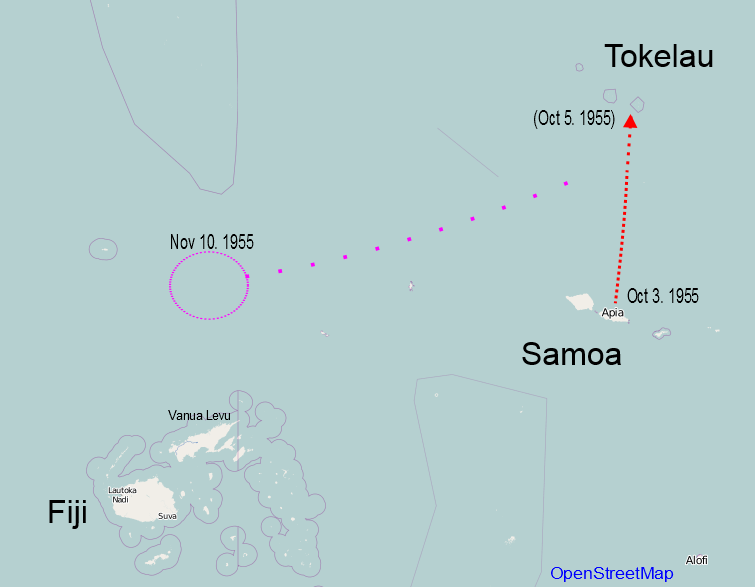 Tokelau
(Oct 5. 1955)
Nov 10. 1955
Oct 3. 1955
Apia
Samoa
Vanua Levu
Lautoka
Nadi
Fiji
Suva
Alofi
OpenStreetMap